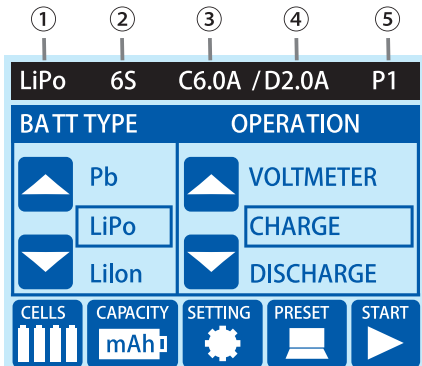 ① ② ③ ④ ⑤
LiPo 6S C6.0A / D2.0A P1
BATT TYPE OPERATION
Pb VOLTMETER
LiPo CHARGE
LiIon DISCHARGE
CELLS CAPACITY SETTING PRESET START
mAh